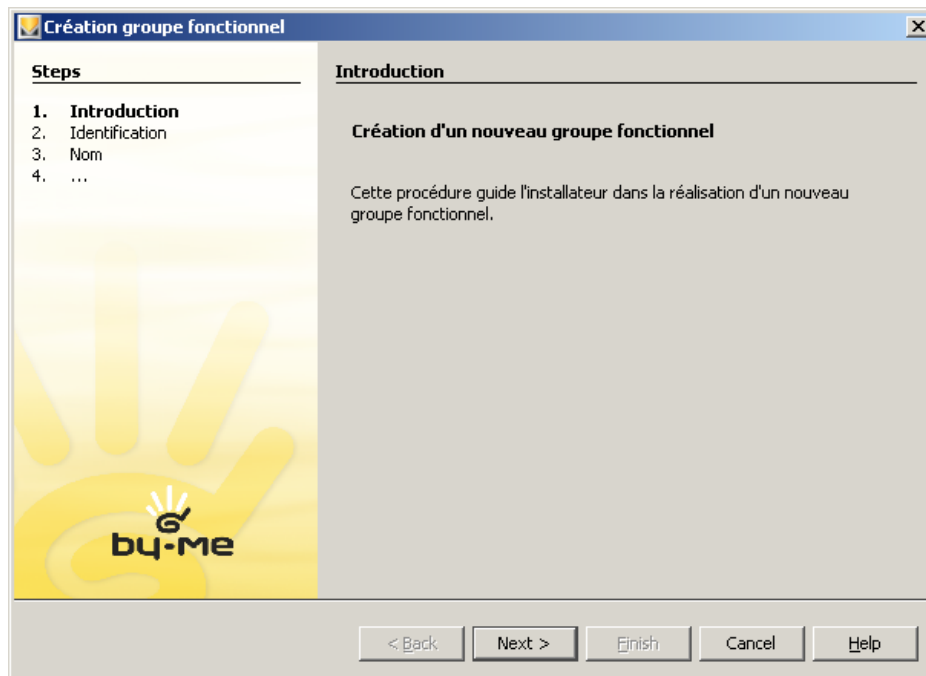 Création groupe fonctionnel
Steps
1. Introduction
2. Identification
3. Nom
4. ...
by-me
Introduction
Création d'un nouveau groupe fonctionnel
Cette procédure guide l'installateur dans la réalisation d'un nouveau
groupe fonctionnel.
< Back
Next >
Finish
Cancel
Help